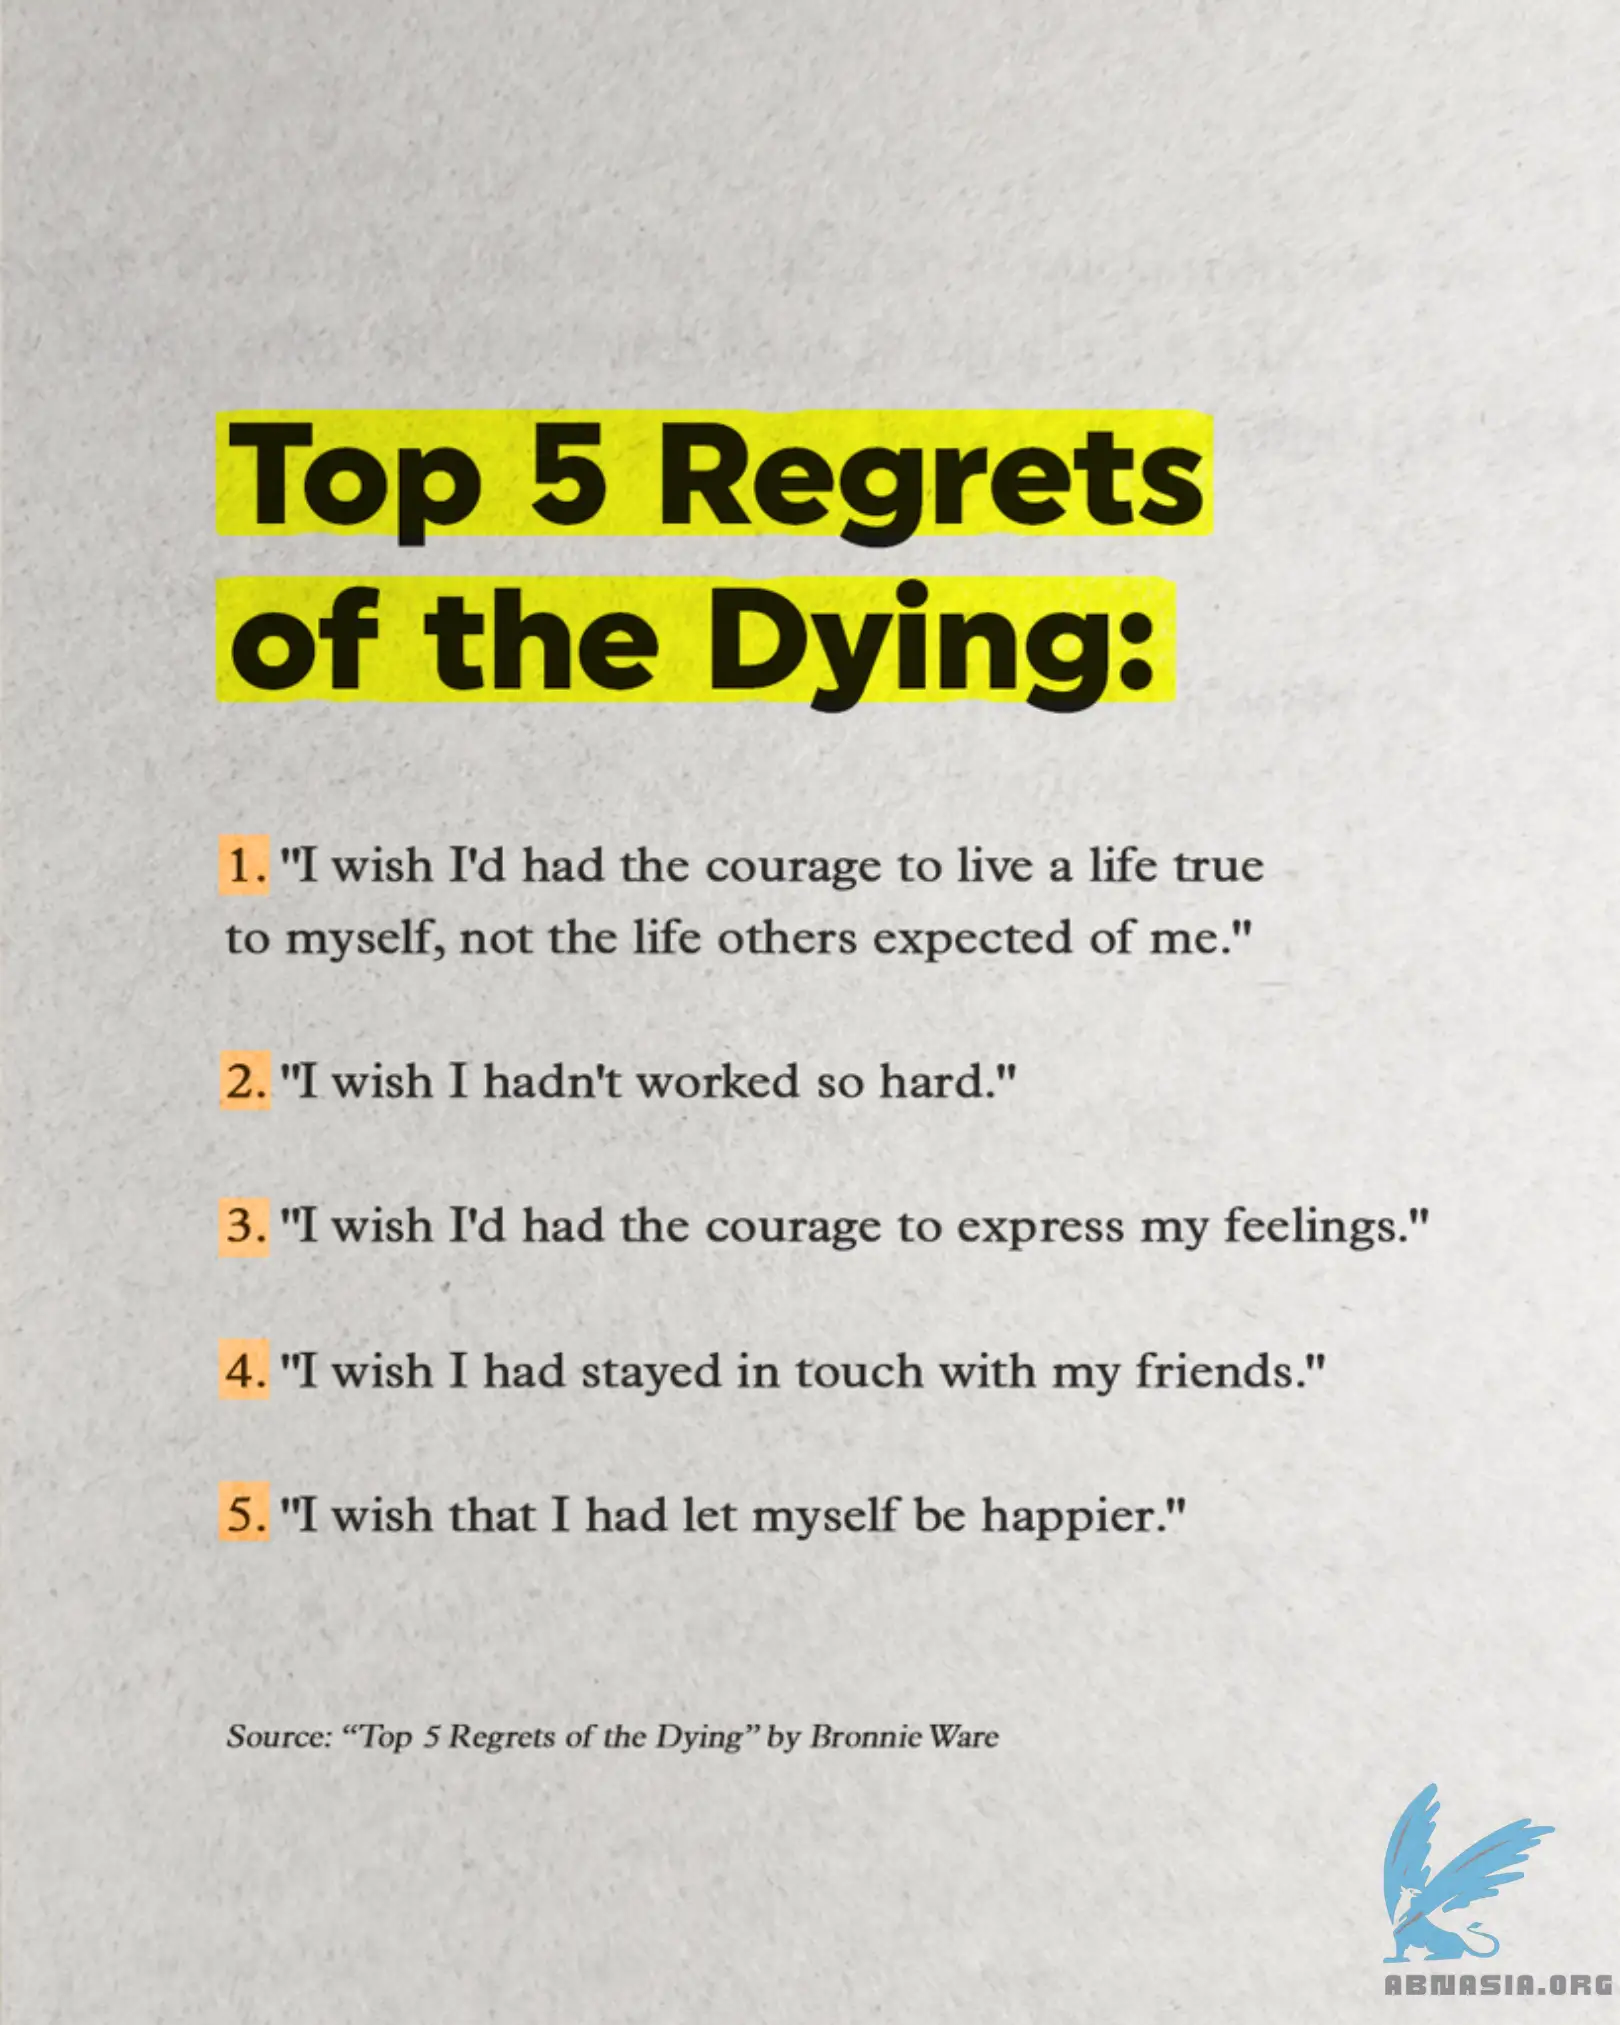 Top 5 Regrets
of the Dying:
1. "I wish I'd had the courage to live a life true
to myself, not the life others expected of me."
2. "I wish I hadn't worked so hard."
3. "I wish I'd had the courage to express my feelings."
4. "I wish I had stayed in touch with my friends."
5. "I wish that I had let myself be happier."
Source: “Top 5 Regrets of the Dying” by Bronnie Ware
ABNASIA.ORG